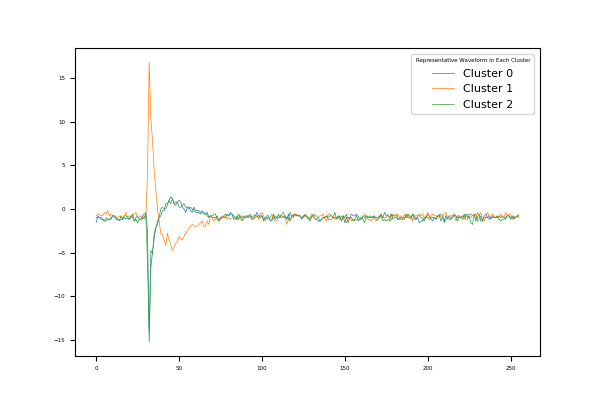 Representative Waveform in Each Cluster
Cluster 0
Cluster 1
Cluster 2
15
10
5
0
−5
−10
−15
0 50 100 150 200 250